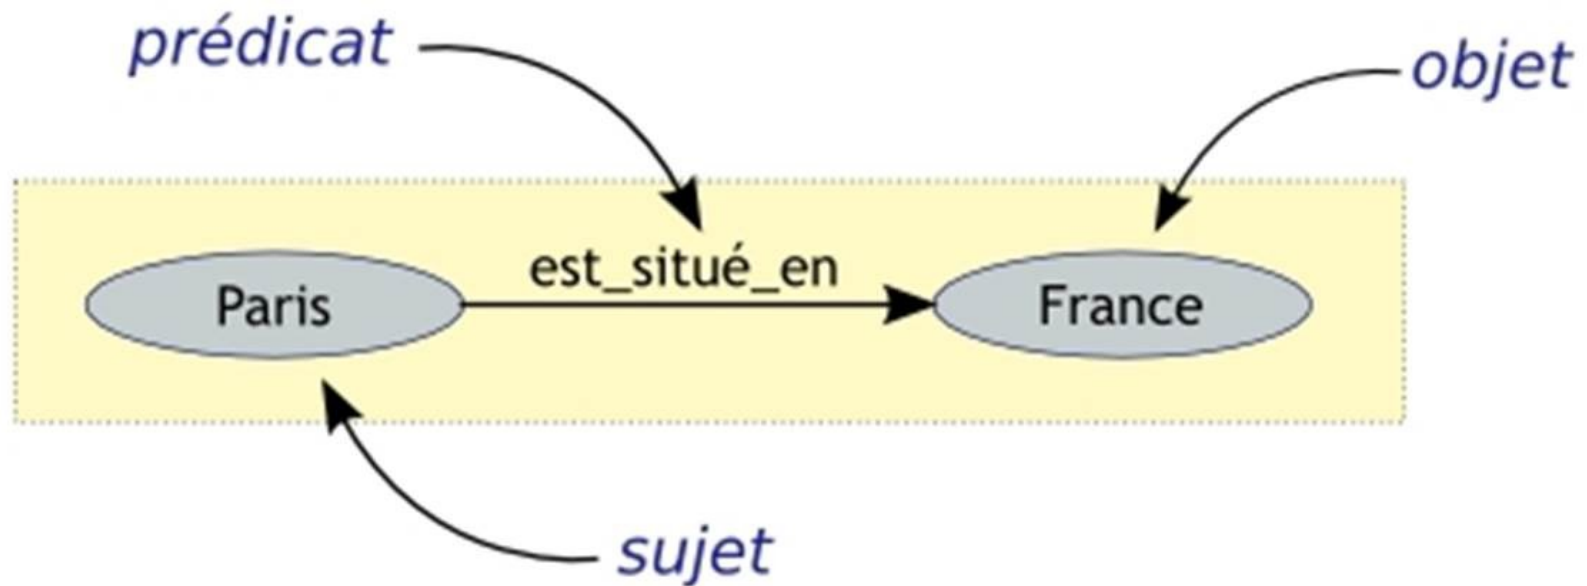 prédicat
objet
est_situé_en
Paris
France
sujet